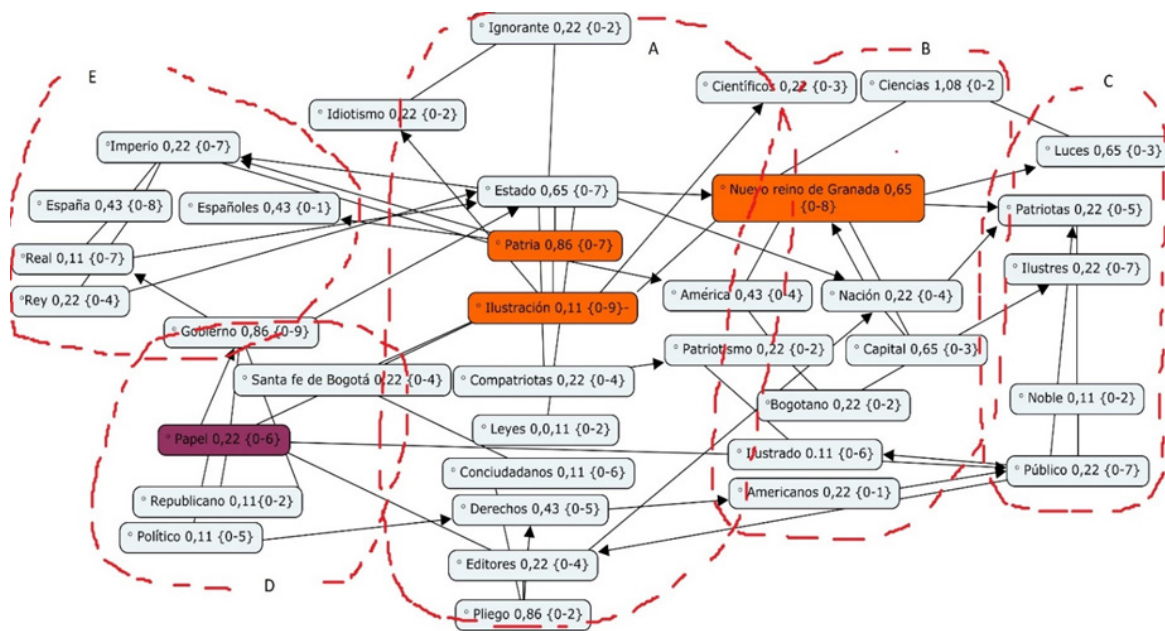 ° Ignorante 0,22 {0-2}
A
B
E
C
° Científicos 0,22 {0-3}
Ciencias 1,08 {0-2
Idiotismo 0,22 {0-2}
°Imperio 0,22 {0-7}
° Luces 0,65 {0-3}
° Estado 0,65 {0-7}
° Nuevo reino de Granada 0,65
{0-8}
° España 0,43 {0-8}
° Españoles 0,43 {0-1}
° Patriotas 0,22 {0-5}
° Patria 0,86 {0-7}
°Real 0,11 {0-7}
° Ilustres 0,22 {0-7}
°Rey 0,22 {0-4}
° Ilustración 0,11 {0-9}-
América 0,43 {0-4}
° Nación 0,22 {0-4}
° Gobierno 0,86 {0-9}
° Patriotismo 0,22 {0-2}
° Capital 0,65 {0-3}
Santa fe de Bogotá 0,22 {0-4}
° Compatriotas 0,22 {0-4}
° Noble 0,11 {0-2}
°Bogotano 0,22 {0-2}
° Leyes 0,0,11 {0-2}
° Papel 0,22 {0-6}
° Ilustrado 0.11 {0-6}
° Conciudadanos 0,11 {0-6}
° Público 0,22 {0-7}
° Republicano 0,11{0-2}
° Americanos 0,22 {0-1}
° Derechos 0,43 {0-5}
° Político 0,11 {0-5}
° Editores 0,22 {0-4}
D
° Pliego 0,86 {0-2}